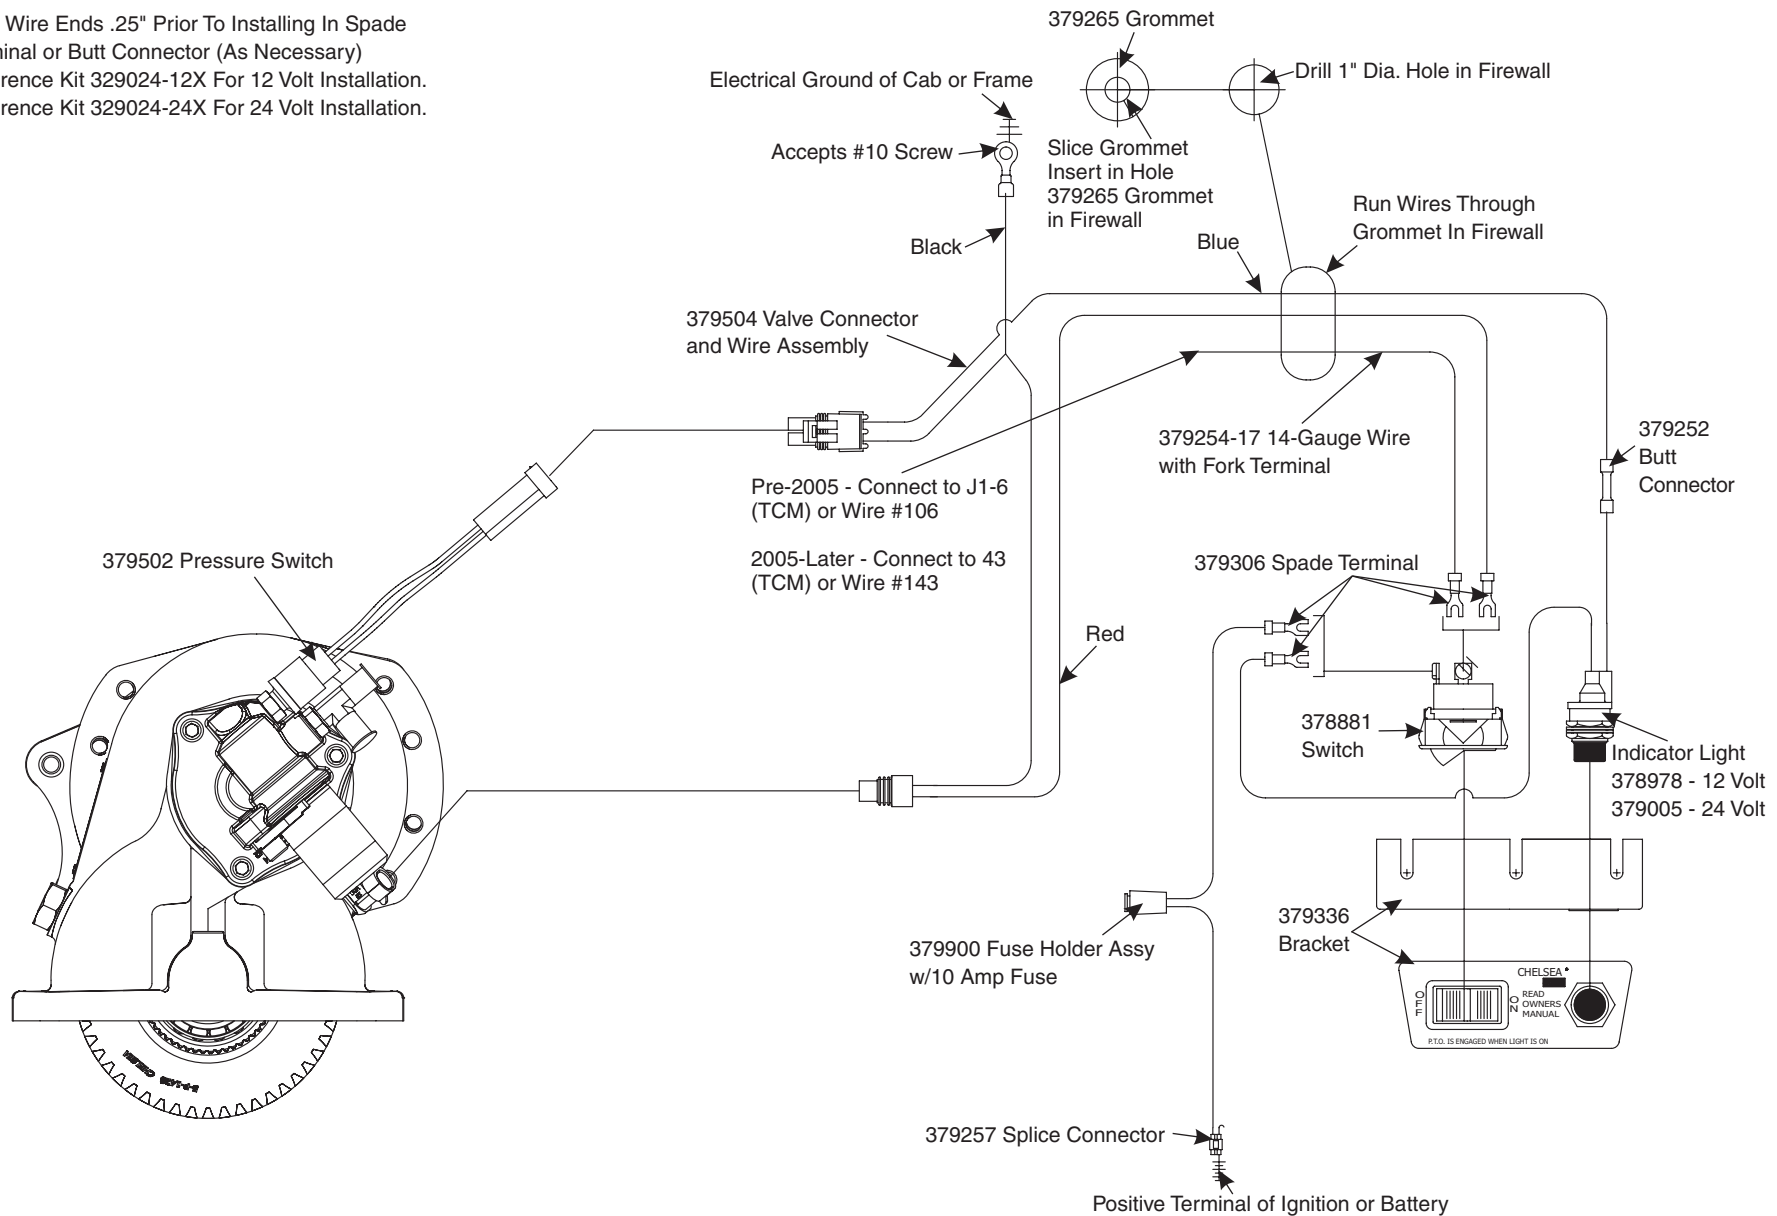 Wire Ends .25" Prior To Installing In Spade
minal or Butt Connector (As Necessary)
rence Kit 329024-12X For 12 Volt Installation.
rence Kit 329024-24X For 24 Volt Installation.
379265 Grommet
Electrical Ground of Cab or Frame
Drill 1" Dia. Hole in Firewall
Accepts #10 Screw
Slice Grommet
Insert in Hole
379265 Grommet
in Firewall
Run Wires Through
Grommet In Firewall
Black
Blue
379504 Valve Connector
and Wire Assembly
379254-17 14-Gauge Wire
with Fork Terminal
379252
Butt
Connector
Pre-2005 - Connect to J1-6
(TCM) or Wire #106
2005-Later - Connect to 43
(TCM) or Wire #143
379502 Pressure Switch
379306 Spade Terminal
Red
378881
Switch
Indicator Light
378978 - 12 Volt
379005 - 24 Volt
379336
Bracket
379900 Fuse Holder Assy
w/10 Amp Fuse
CHELSEA
OFF
ON
READ
OWNERS
MANUAL
P.T.O. IS ENGAGED WHEN LIGHT IS ON
CHELSEA
379257 Splice Connector
Positive Terminal of Ignition or Battery